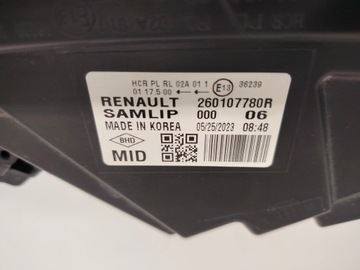 HCR PL RL 02A 01 1 E13 36239
01 17.5 00
RENAULT 260107780R
SAMLIP 000 06
MADE IN KOREA 05/25/2023 08:48
BHD
MID